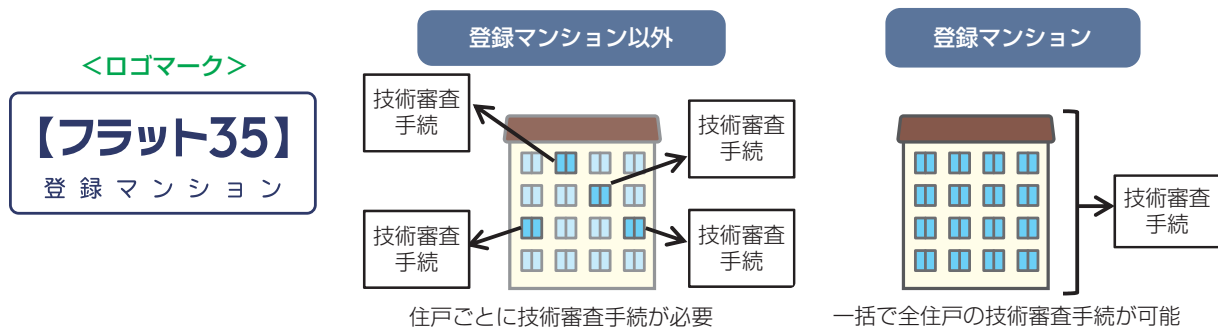 <ロゴマーク>
【フラット35】
登録マンション
登録マンション以外
技術審査
手続
技術審査
手続
技術審査
手続
技術審査
手続
住戸ごとに技術審査手続が必要
登録マンション
技術審査
手続
一括で全住戸の技術審査手続が可能